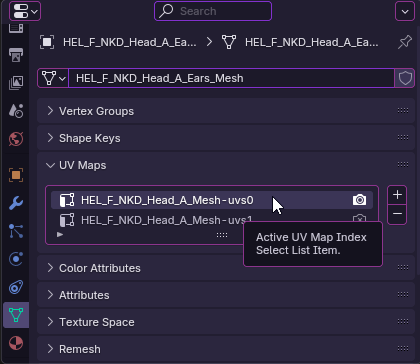 Search
HEL_F_NKD_Head_A_Ea...
HEL_F_NKD_Head_A_Ea...
HEL_F_NKD_Head_A_Ears_Mesh
Vertex Groups
Shape Keys
UV Maps
HEL_F_NKD_Head_A_Mesh-uvs0
HEL_F_NKD_Head_A_Mesh-uvs1
Active UV Map Index
Select List Item.
Color Attributes
Attributes
Texture Space
Remesh